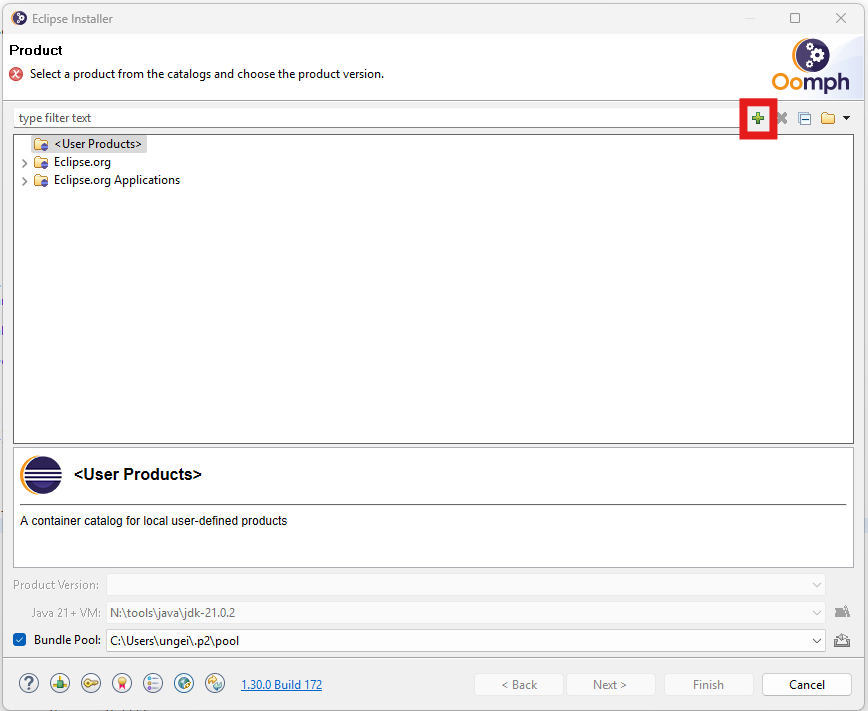 Eclipse Installer
Product
Select a product from the catalogs and choose the product version.
Oomph
type filter text
<User Products>
Eclipse.org
Eclipse.org Applications
<User Products>
A container catalog for local user-defined products
Product Version:
Java 21+ VM: N:\tools\java\jdk-21.0.2
Bundle Pool: C:\Users\ungei\.p2\pool
? 1.30.0 Build 172 < Back Next > Finish Cancel